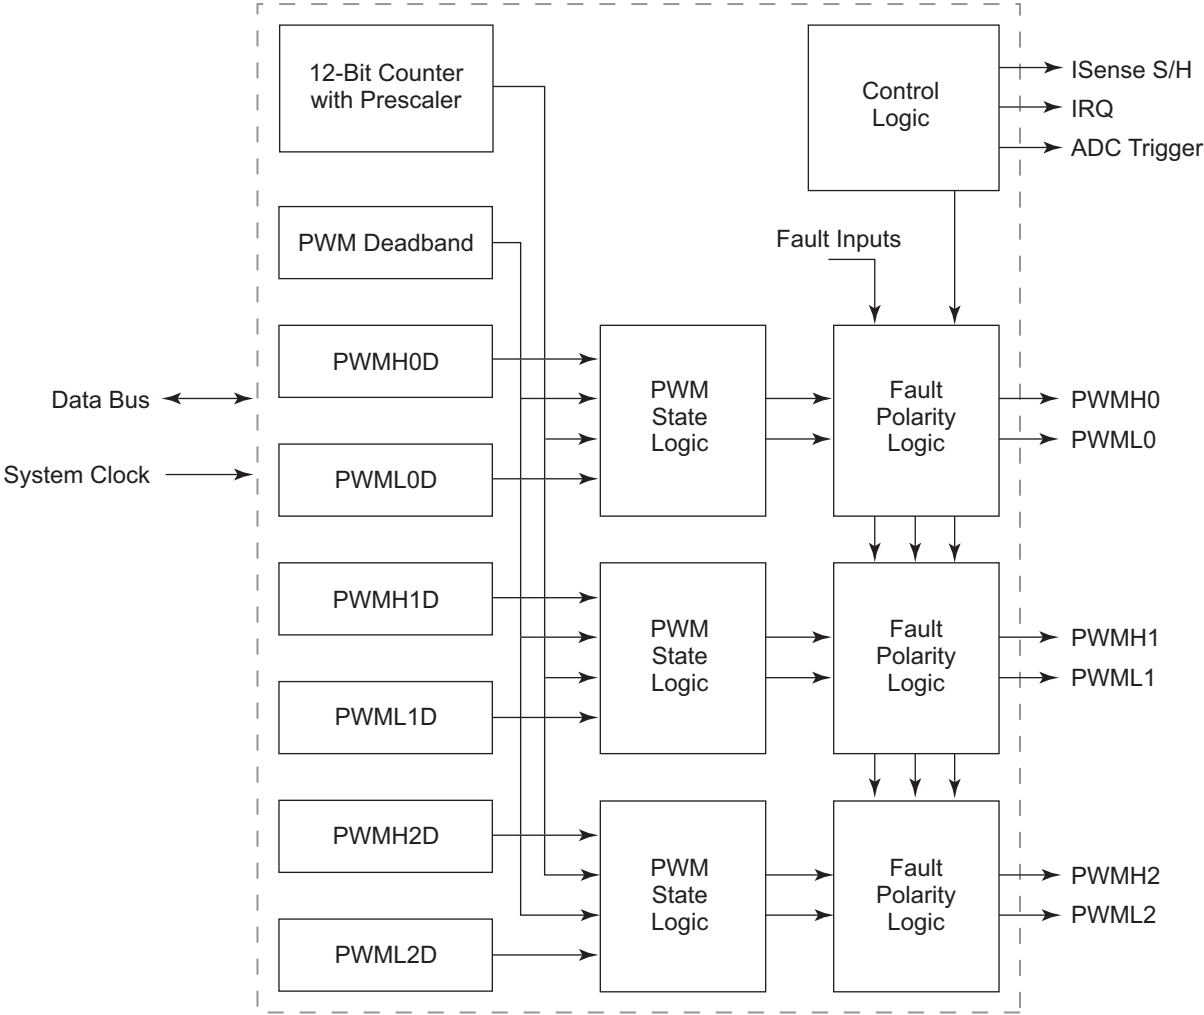 12-Bit Counter
with Prescaler
Control
Logic
ISense S/H
IRQ
ADC Trigger
PWM Deadband
Fault Inputs
PWMH0D
PWM
State
Logic
Fault
Polarity
Logic
Data Bus
PWMH0
PWML0
System Clock
PWML0D
PWMH1D
PWM
State
Logic
Fault
Polarity
Logic
PWMH1
PWML1
PWML1D
PWMH2D
PWM
State
Logic
Fault
Polarity
Logic
PWMH2
PWML2
PWML2D